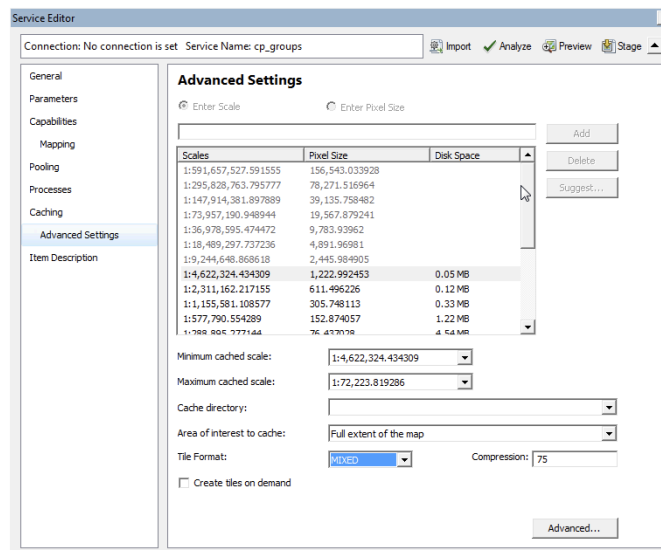 Service Editor
Connection: No connection is set Service Name: cp_groups
Import Analyze Preview Stage
General
Parameters
Capabilities
Mapping
Pooling
Processes
Caching
Advanced Settings
Item Description
Advanced Settings
Enter Scale Enter Pixel Size
Add
Delete
Suggest...
Scales Pixel Size Disk Space
1:591,657,527.591555 156,543.033928
1:295,828,763.795777 78,271.516964
1:147,914,381.897889 39,135.758482
1:73,957,190.948944 19,567.879241
1:36,978,595.474472 9,783.93962
1:18,489,297.737236 4,891.96981
1:9,244,648.868618 2,445.984905
1:4,622,324.434309 1,222.992453 0.05 MB
1:2,311,162.217155 611.496226 0.12 MB
1:1,155,581.108577 305.748113 0.33 MB
1:577,790.554289 152.874057 1.22 MB
1:288,895.277144 76.437028 4.54 MB
Minimum cached scale: 1:4,622,324.434309
Maximum cached scale: 1:72,223.819286
Cache directory:
Area of interest to cache: Full extent of the map
Tile Format: MIXED Compression: 75
Create tiles on demand
Advanced...